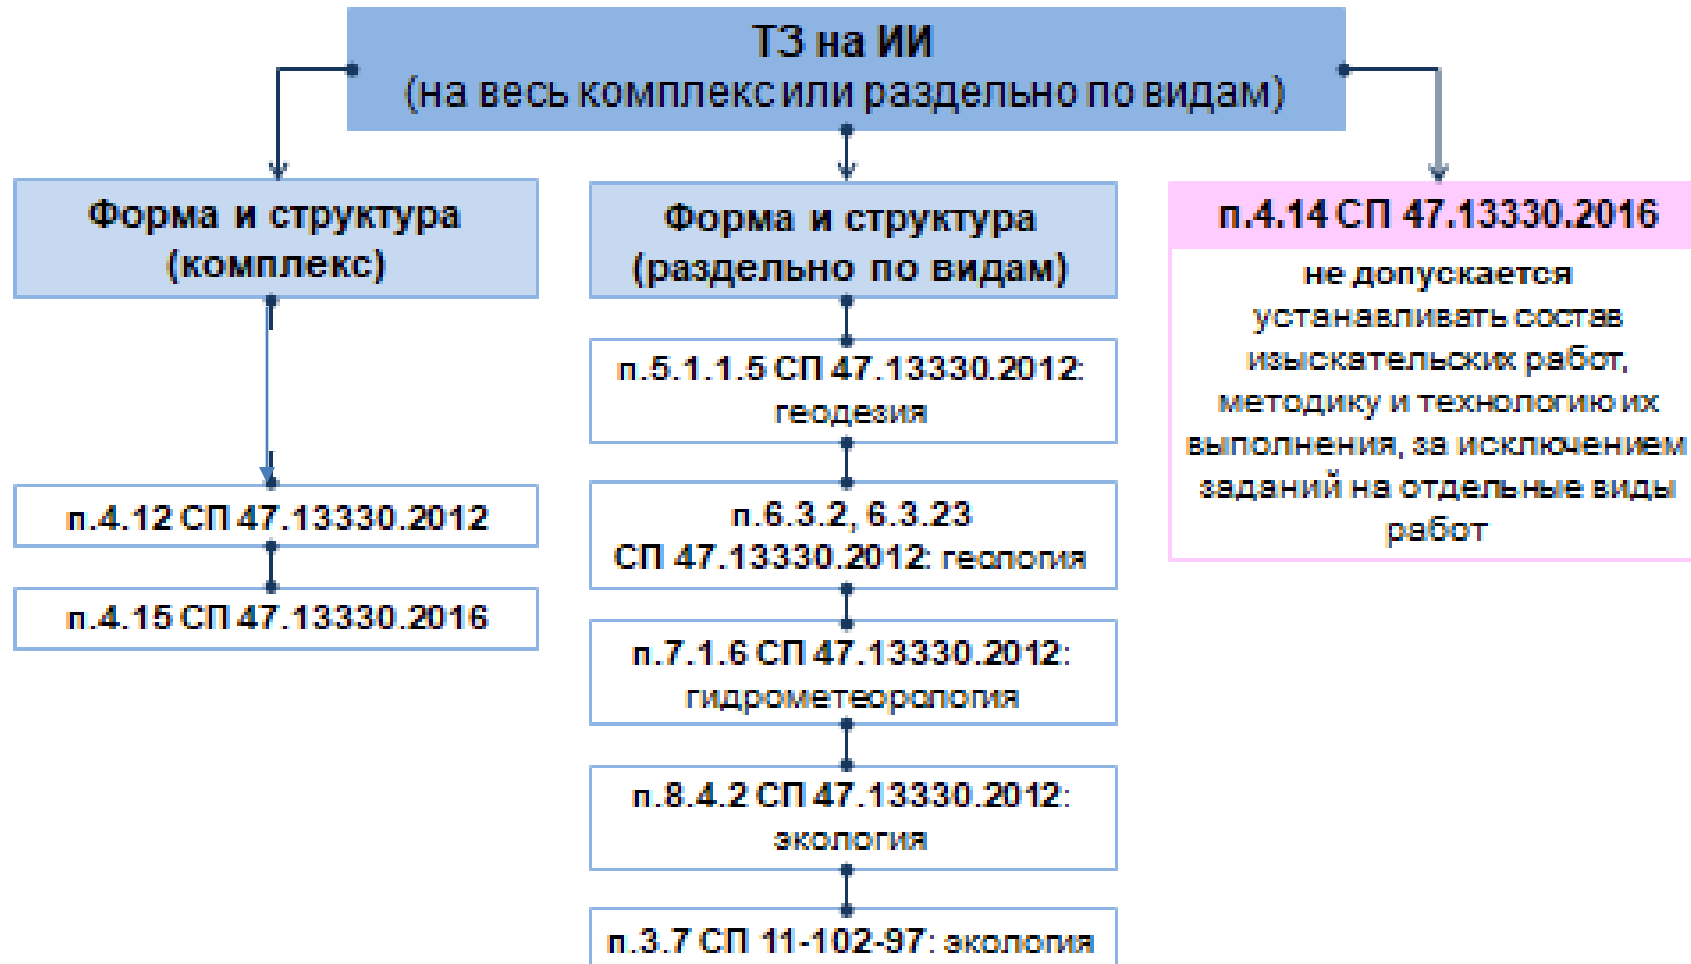 ТЗ на ИИ
(на весь комплекс или раздельно по видам)
Форма и структура
(комплекс)
п.4.12 СП 47.13330.2012
п.4.15 СП 47.13330.2016
Форма и структура
(раздельно по видам)
п.5.1.1.5 СП 47.13330.2012:
геодезия
п.6.3.2, 6.3.23
СП 47.13330.2012: геология
п.7.1.6 СП 47.13330.2012:
гидрометеорология
п.8.4.2 СП 47.13330.2012:
экология
п.3.7 СП 11-102-97: экология
п.4.14 СП 47.13330.2016
не допускается
устанавливать состав
изыскательских работ,
методику и технологию их
выполнения, за исключением
заданий на отдельные виды
работ